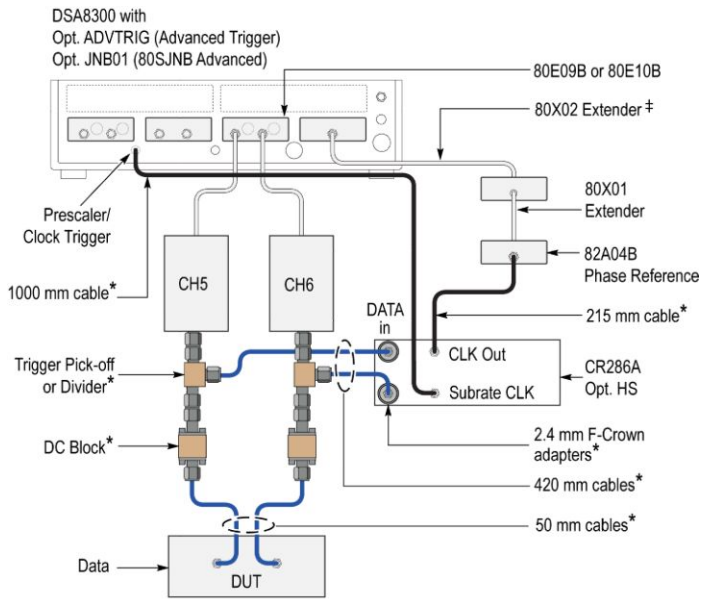 DSA8300 with
Opt. ADVTRIG (Advanced Trigger)
Opt. JNB01 (80SJNB Advanced)
80E09B or 80E10B
80X02 Extender ‡
80X01
Extender
Prescaler/
Clock Trigger
82A04B
Phase Reference
CH5
CH6
1000 mm cable*
DATA
in
215 mm cable*
CLK Out
Trigger Pick-off
or Divider*
CR286A
Opt. HS
Subrate CLK
2.4 mm F-Crown
adapters*
DC Block*
420 mm cables*
50 mm cables*
Data
DUT